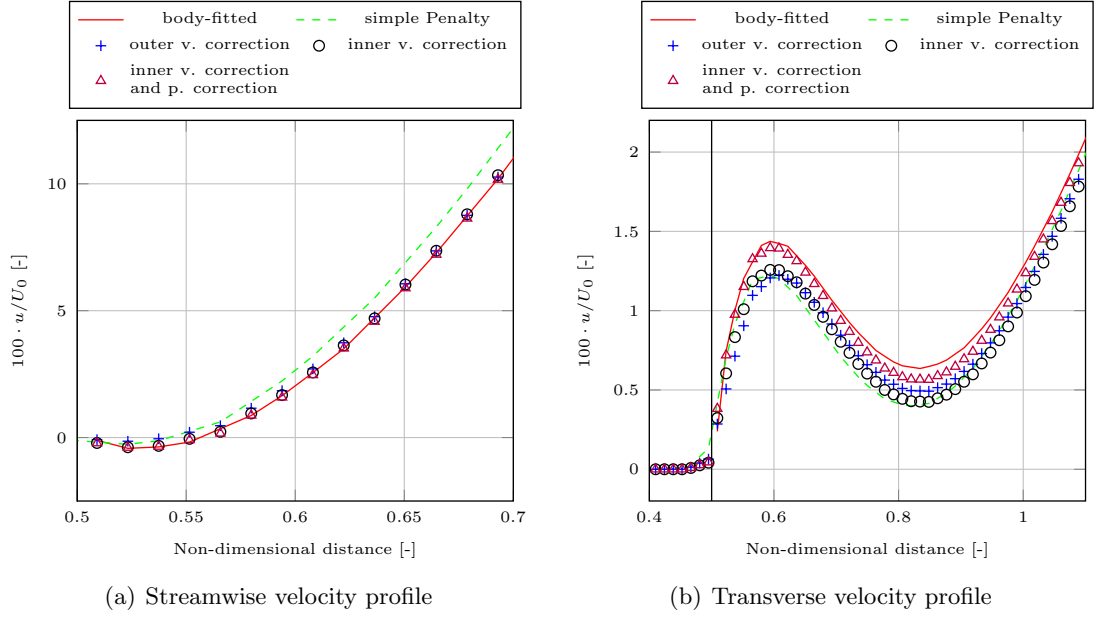 body-fitted
simple Penalty
outer v. correction
inner v. correction
inner v. correction
and p. correction
10
5
0
100 · u/U0 [-]
0.5
0.55
0.6
0.65
0.7
Non-dimensional distance [-]
(a) Streamwise velocity profile
body-fitted
simple Penalty
outer v. correction
inner v. correction
inner v. correction
and p. correction
2
1.5
1
0.5
0
100 · u/U0 [-]
0.4
0.6
0.8
1
Non-dimensional distance [-]
(b) Transverse velocity profile